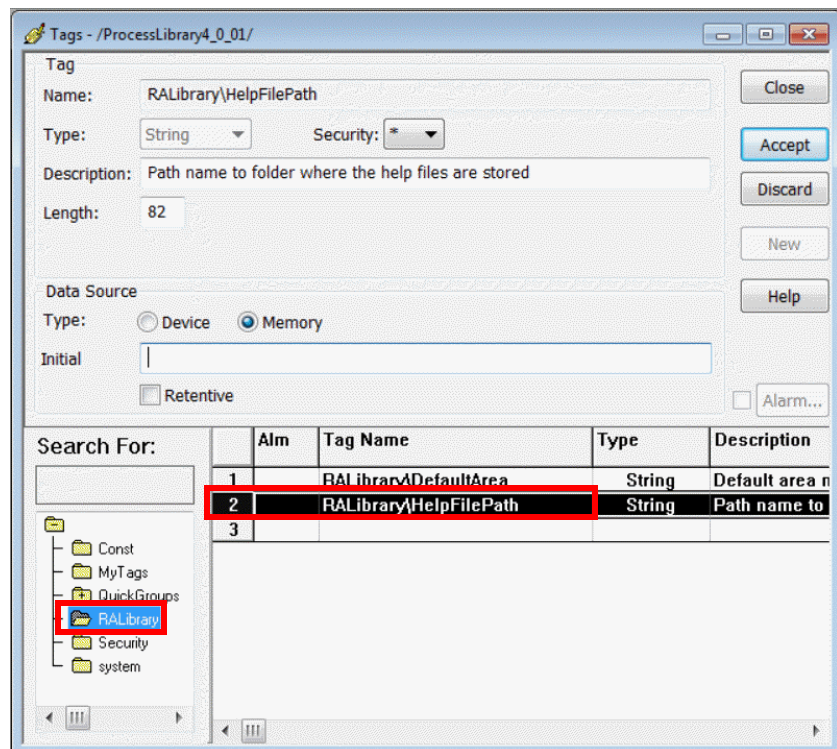 Tags - /ProcessLibrary4_0_01/
Tag
Name: RALibrary\HelpFilePath
Close
Type: String Security: *
Accept
Description: Path name to folder where the help files are stored
Discard
Length: 82
New
Data Source
Help
Type: Device Memory
Initial
Retentive
Alarm...
Search For:
Alm Tag Name Type Description
1 RALibrary\DefaultArea String Default area n
2 RALibrary\HelpFilePath String Path name to
3
Const
MyTags
QuickGroups
RALibrary
Security
system